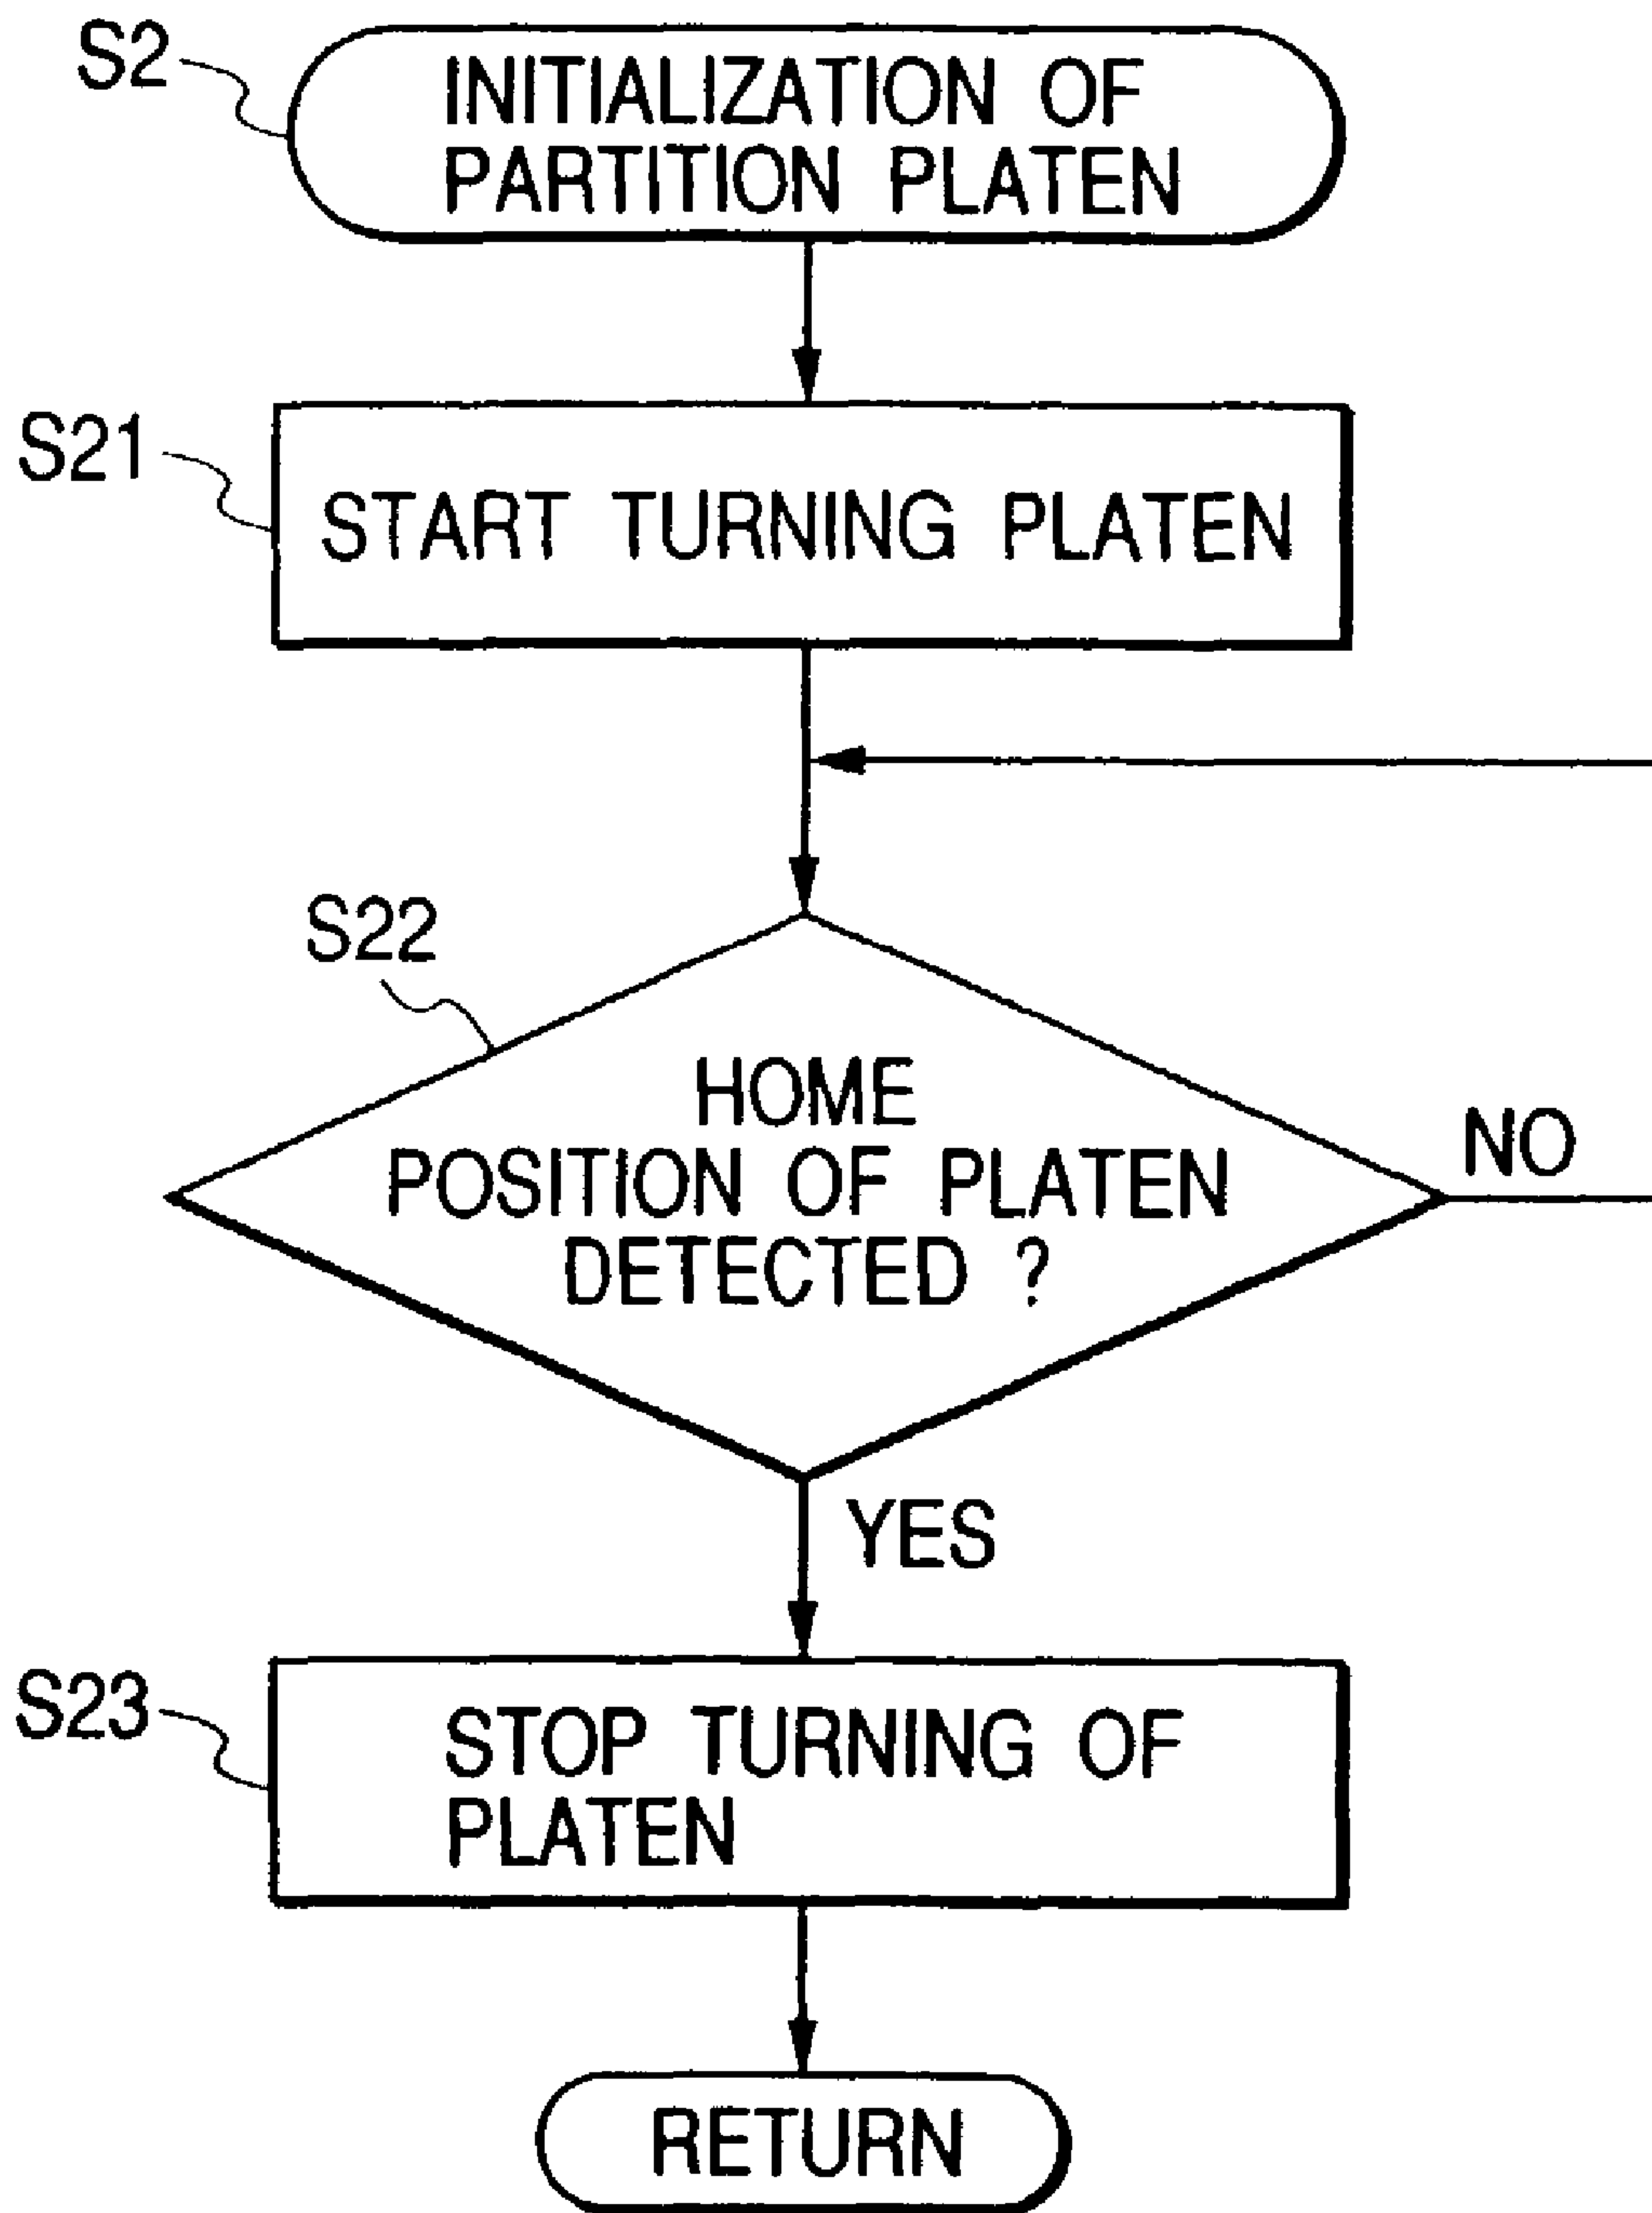 S2
INITIALIZATION OF
PARTITION PLATEN
S21
START TURNING PLATEN
S22
HOME
POSITION OF PLATEN
DETECTED ?
NO
YES
S23
STOP TURNING OF
PLATEN
RETURN